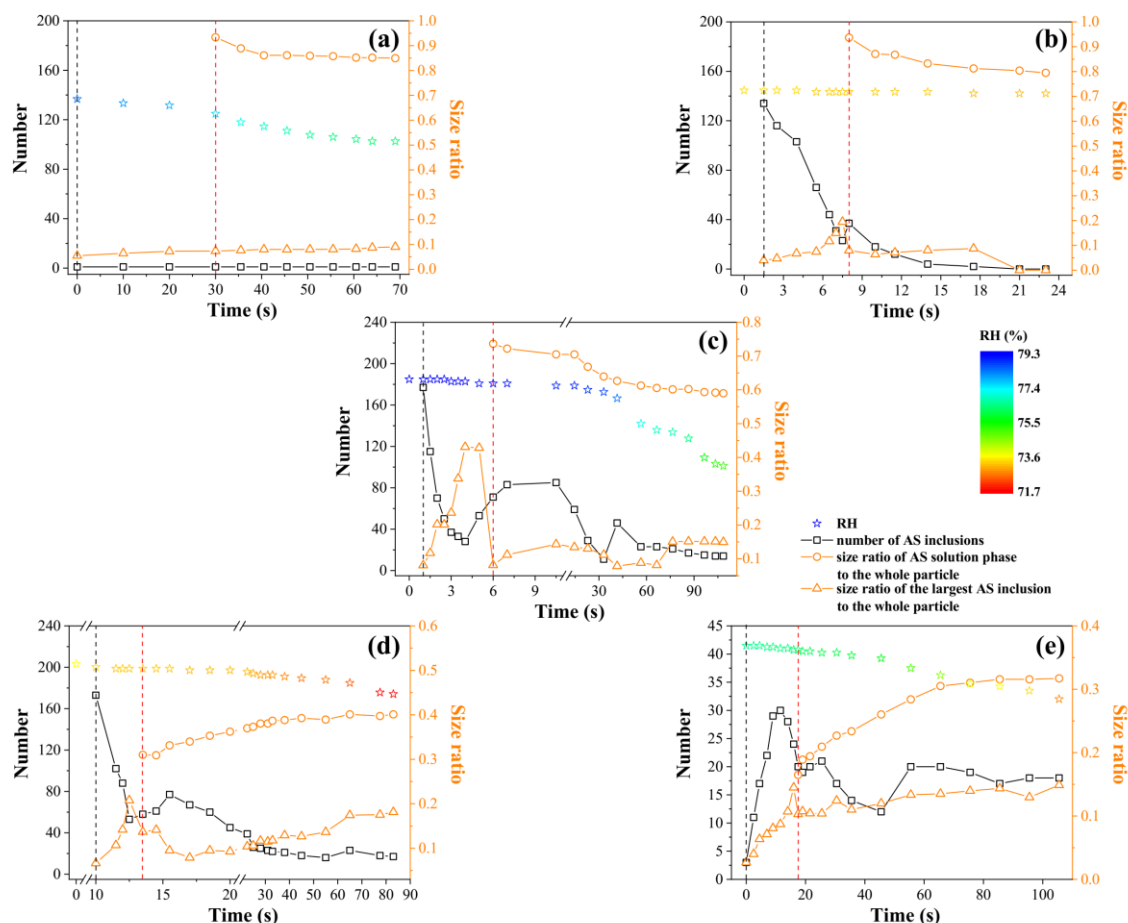 (a)
200
160
120
80
40
0
Number
1.0
0.9
0.8
0.7
0.6
0.5
0.4
0.3
0.2
0.1
0.0
Size ratio
0 10 20 30 40 50 60 70
Time (s)
(b)
200
160
120
80
40
0
Number
1.0
0.9
0.8
0.7
0.6
0.5
0.4
0.3
0.2
0.1
0.0
Size ratio
0 3 6 9 12 15 18 21 24
Time (s)
(c)
240
200
160
120
80
40
0
Number
0.8
0.7
0.6
0.5
0.4
0.3
0.2
0.1
Size ratio
0 3 6 30 60 90
Time (s)
RH (%)
79.3
77.4
75.5
73.6
71.7
RH
number of AS inclusions
size ratio of AS solution phase
to the whole particle
size ratio of the largest AS inclusion
to the whole particle
(d)
240
200
160
120
80
40
0
Number
0.6
0.5
0.4
0.3
0.2
0.1
Size ratio
0 10 15 20 30 40 50 60 70 80 90
Time (s)
(e)
45
40
35
30
25
20
15
10
5
0
Number
0.4
0.3
0.2
0.1
0.0
Size ratio
0 20 40 60 80 100
Time (s)